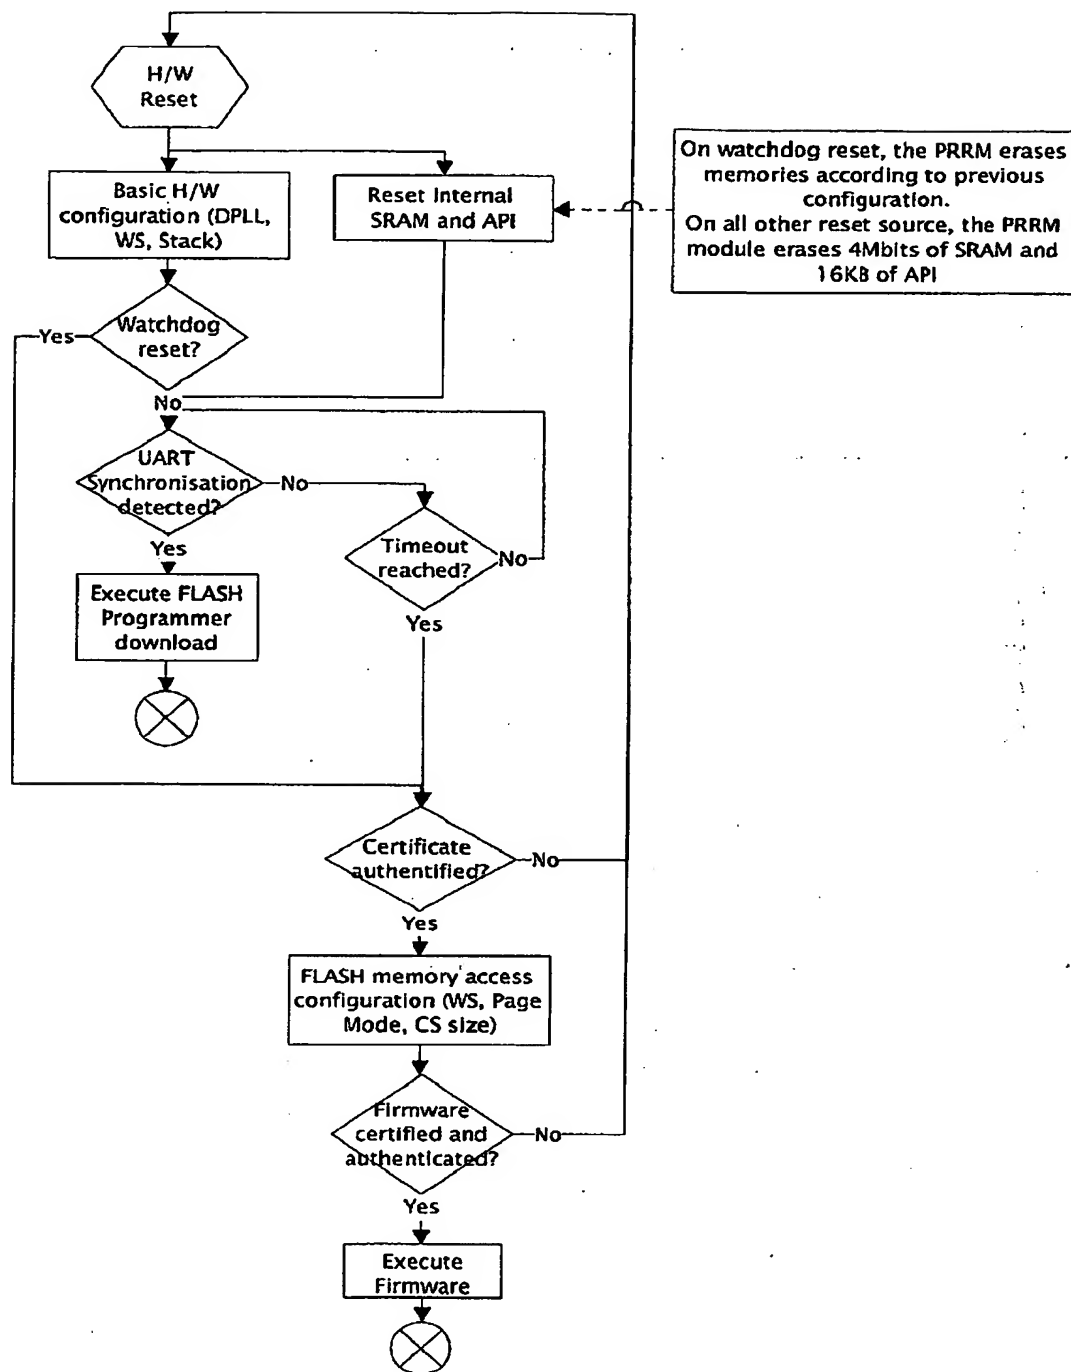 H/W
Reset
Basic H/W
configuration (DPLL,
WS, Stack)
Reset Internal
SRAM and API
On watchdog reset, the PRRM erases
memories according to previous
configuration.
On all other reset source, the PRRM
module erases 4Mbits of SRAM and
16KB of API
Yes
Watchdog
reset?
No
UART
Synchronisation
detected?
No
Yes
Timeout
reached?
No
Yes
Execute FLASH
Programmer
download
Certificate
authentified?
No
Yes
FLASH memory access
configuration (WS, Page
Mode, CS size)
Firmware
certified and
authenticated?
No
Yes
Execute
Firmware